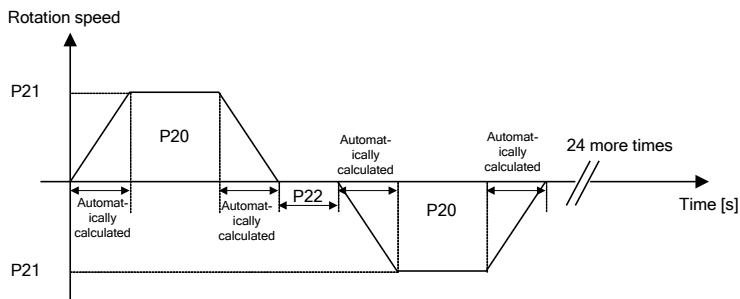 Rotation speed
P21
P20
Automat-
ically
calculated
Automat-
ically
calculated
P22
Automat-
ically
calculated
P20
Automat-
ically
calculated
24 more times
Time [s]
P21